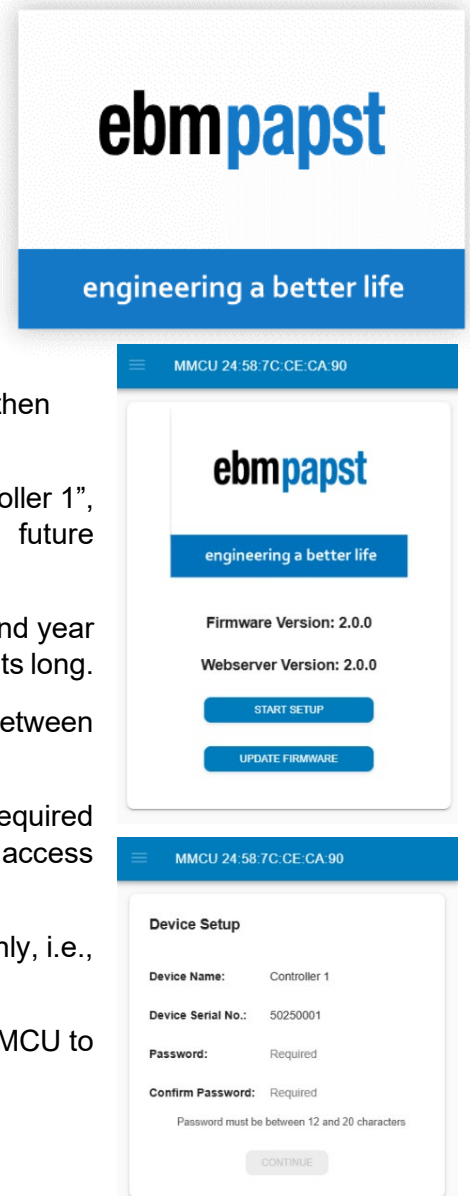 ebmpapst
engineering a better life
then
oller 1”,
future
nd year
ts long.
etween
equired
access
nly, i.e.,
MCU to
MMCU 24:58:7C:CE:CA:90
ebmpapst
engineering a better life
Firmware Version: 2.0.0
Webserver Version: 2.0.0
START SETUP
UPDATE FIRMWARE
MMCU 24:58:7C:CE:CA:90
Device Setup
Device Name: Controller 1
Device Serial No.: 50250001
Password: Required
Confirm Password: Required
Password must be between 12 and 20 characters
CONTINUE